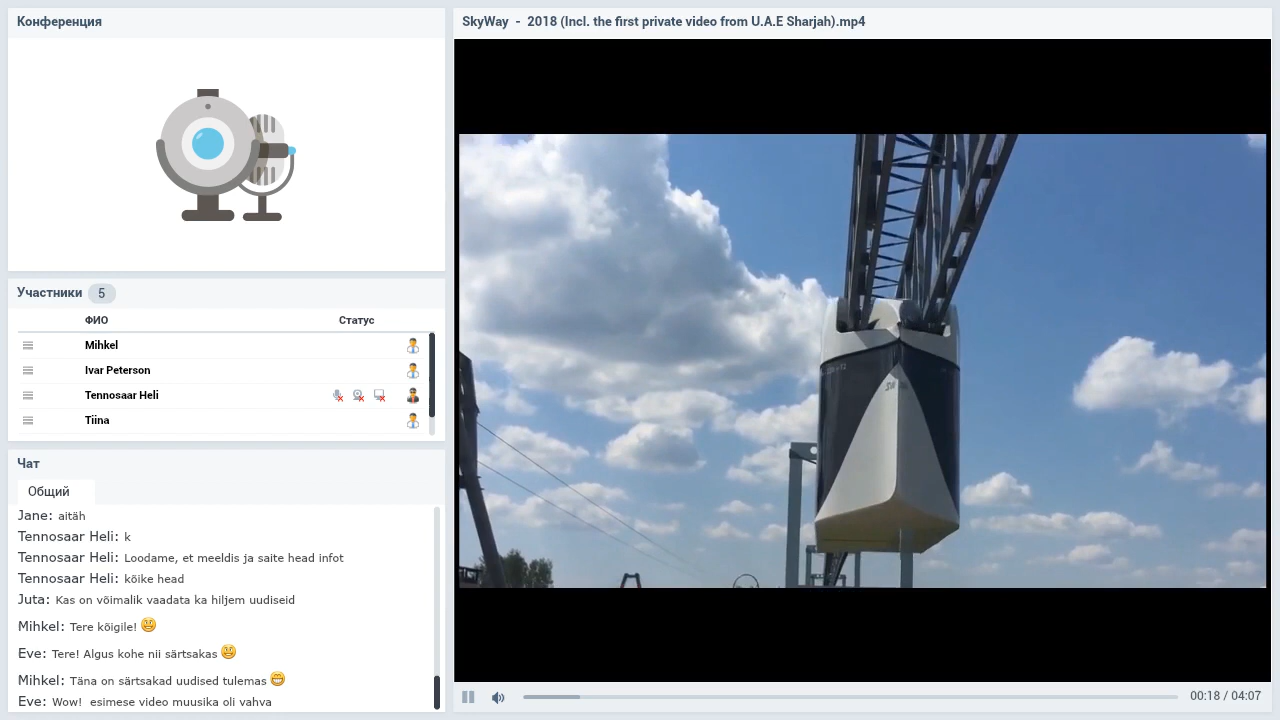 Конференция
SkyWay - 2018 (Incl. the first private video from U.A.E Sharjah).mp4
Участники 5
ФИО Статус
Mihkel
Ivar Peterson
Tennosaar Heli
Tiina
Чат
Общий
Jane: aitäh
Tennosaar Heli: k
Tennosaar Heli: Loodame, et meeldis ja saite head infot
Tennosaar Heli: kõike head
Juta: Kas on võimalik vaadata ka hiljem uudiseid
Mihkel: Tere kõigile!
Eve: Tere! Algus kohe nii särtsakas
Mihkel: Täna on särtsakad uudised tulemas
Eve: Wow! esimese video muusika oli vahva
00:18 / 04:07